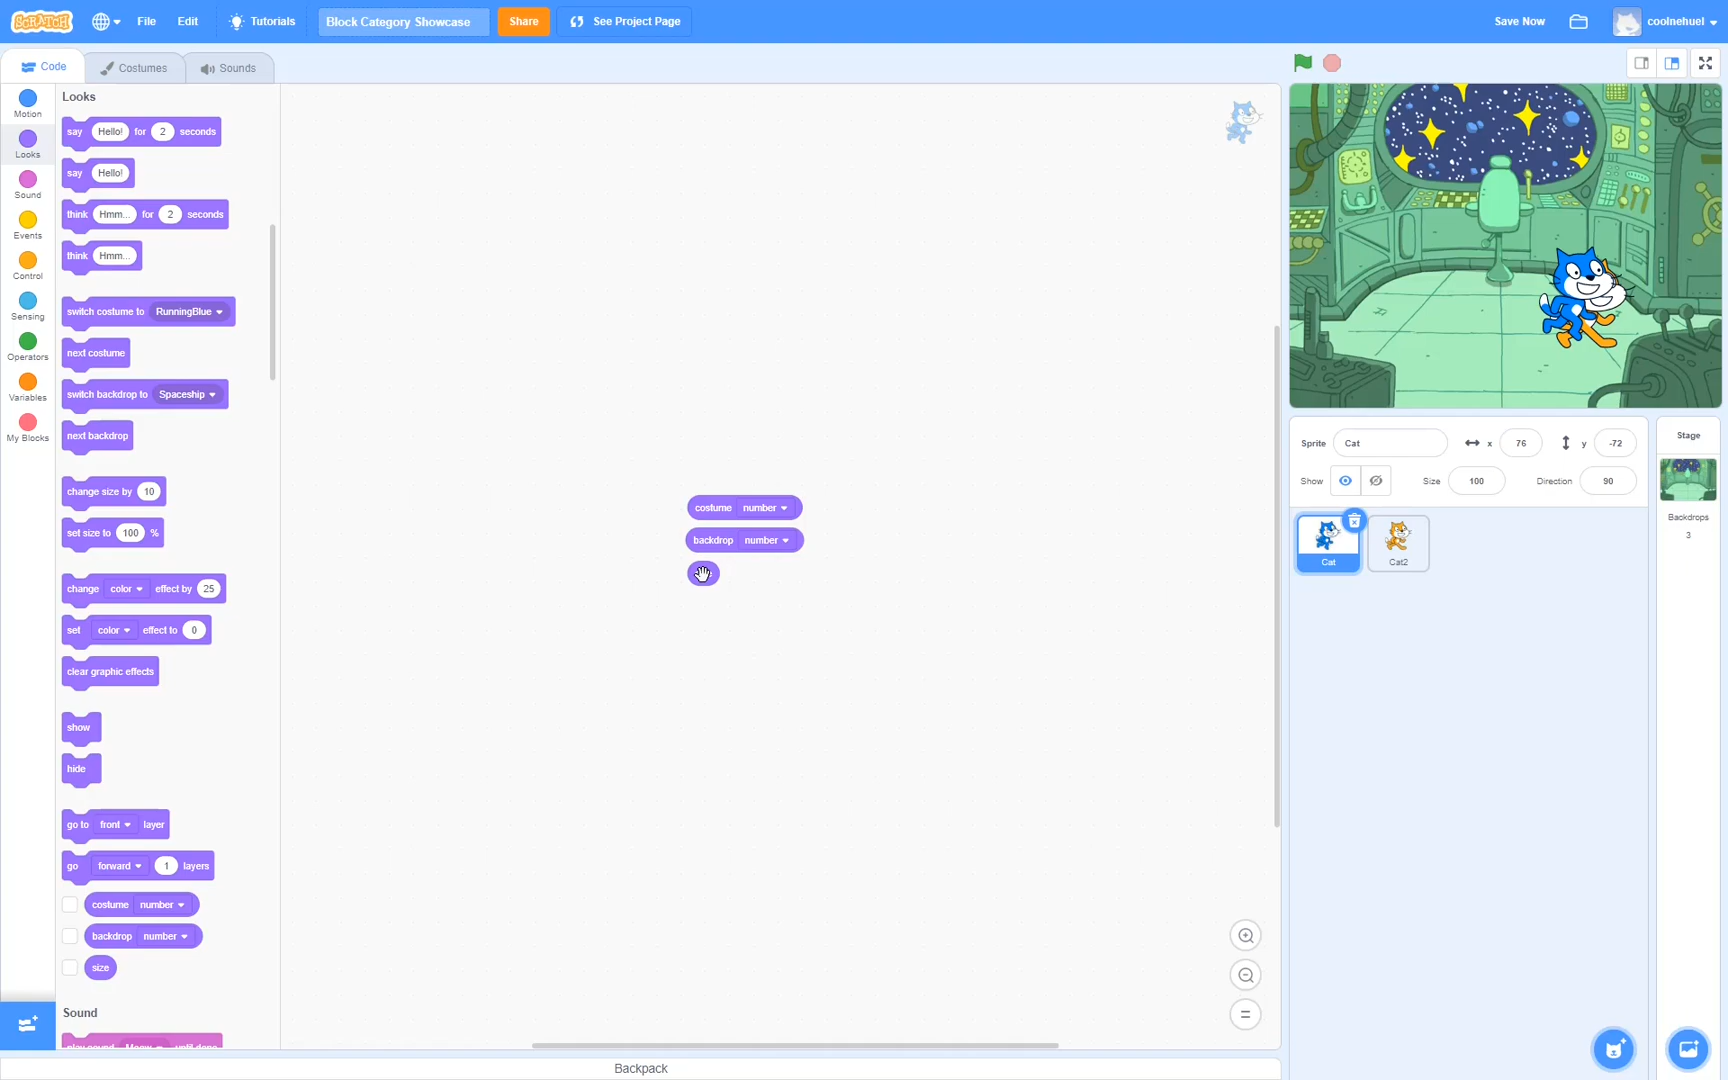 SCRATCH File Edit Tutorials Block Category Showcase Share See Project Page Save Now coolnehuel
Code Costumes Sounds
Motion
Looks
Sound
Events
Control
Sensing
Operators
Variables
My Blocks
Looks
say Hello! for 2 seconds
say Hello!
think Hmm... for 2 seconds
think Hmm...
switch costume to RunningBlue
next costume
switch backdrop to Spaceship
next backdrop
change size by 10
set size to 100 %
change color effect by 25
set color effect to 0
clear graphic effects
show
hide
go to front layer
go forward 1 layers
costume number
backdrop number
size
Sound
play sound Meow until done
costume number
backdrop number
Backpack
Sprite Cat x 76 y -72
Show Size 100 Direction 90
Cat Cat2
Stage
Backdrops
3